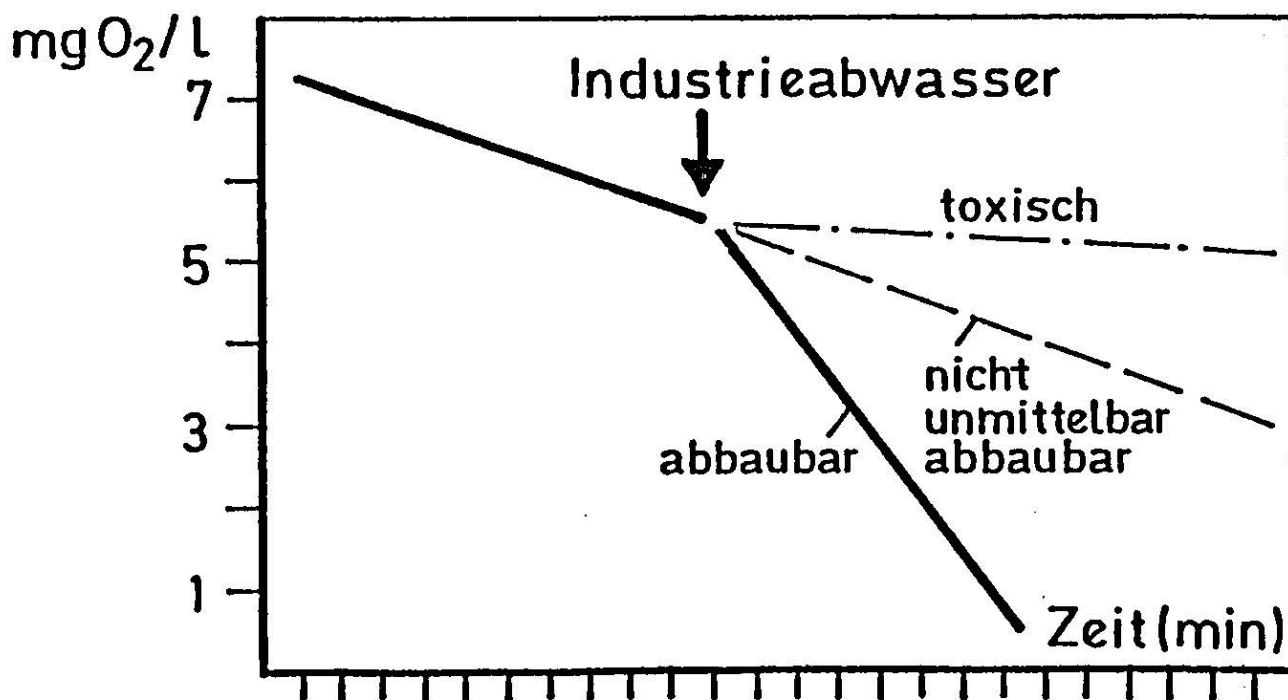 mg O₂/l
7
5
3
1
Industrieabwasser
toxisch
nicht
unmittelbar
abbaubar
abbaubar
Zeit (min)